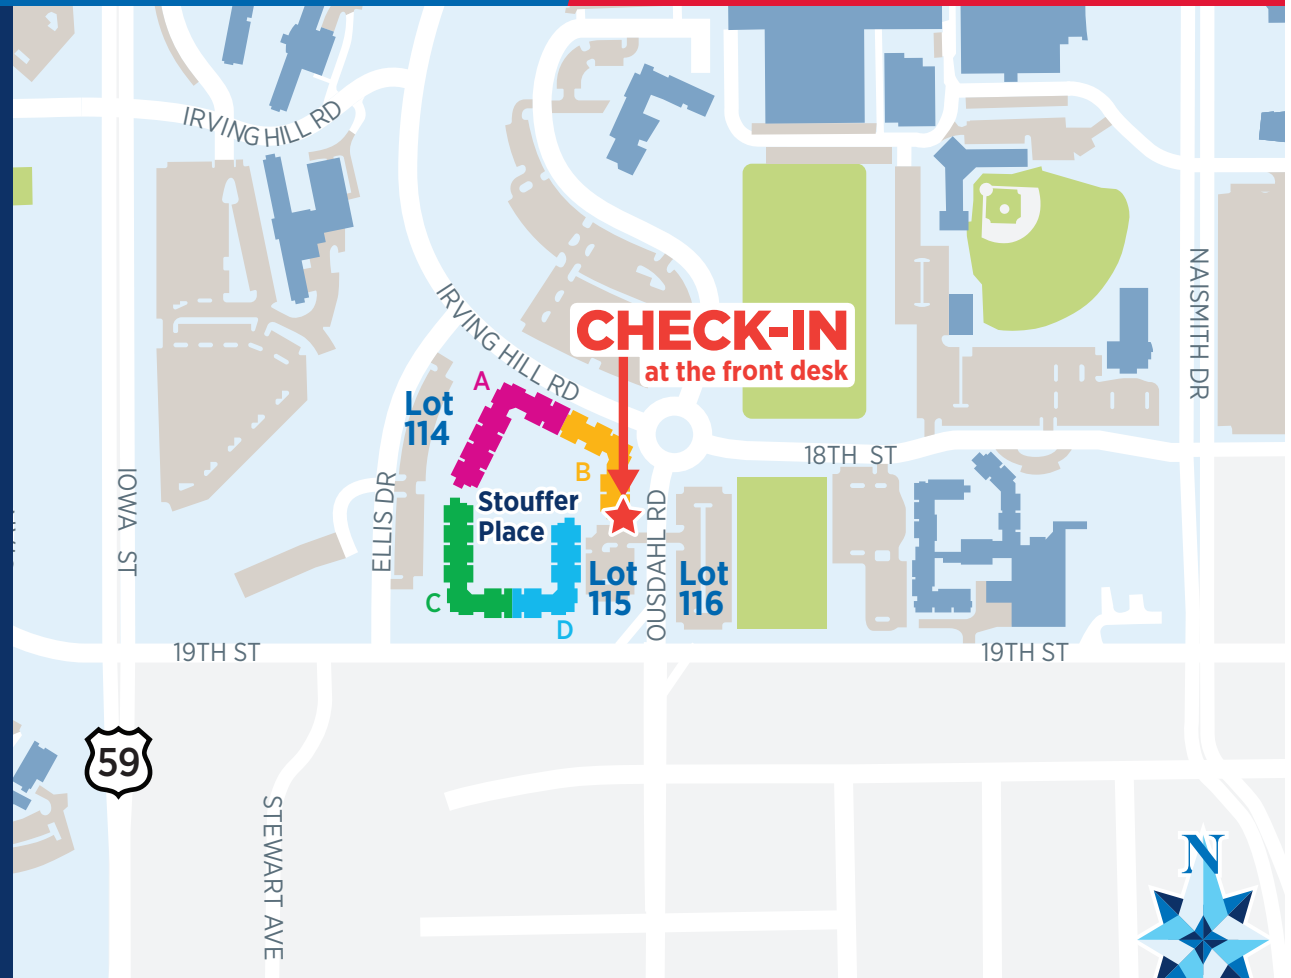 IRVING HILL RD
NAISMITH DR
IRVING HILL RD
CHECK-IN
at the front desk
A
Lot
114
18TH ST
B
IOWA ST
ELLIS DR
Stouffer
Place
OUSDAHL RD
Lot
115
Lot
116
C
D
19TH ST
19TH ST
59
STEWART AVE
N